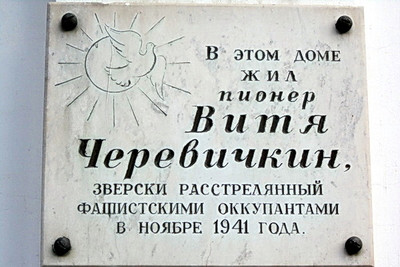 В ЭТОМ ДОМЕ
ЖИЛ
пионер
Витя
Черевичкин,
ЗВЕРСКИ РАССТРЕЛЯННЫЙ
ФАШИСТСКИМИ ОККУПАНТАМИ
В НОЯБРЕ 1941 ГОДА.